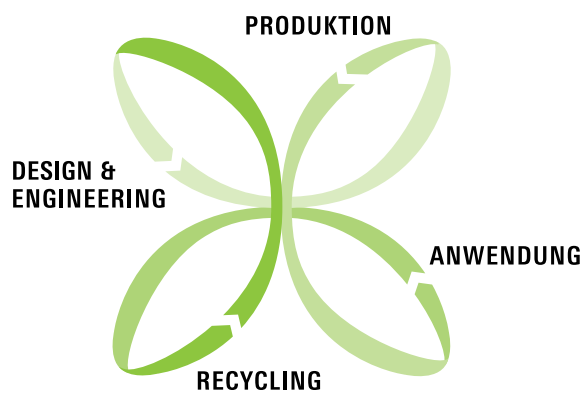 PRODUKTION
DESIGN &
ENGINEERING
ANWENDUNG
RECYCLING